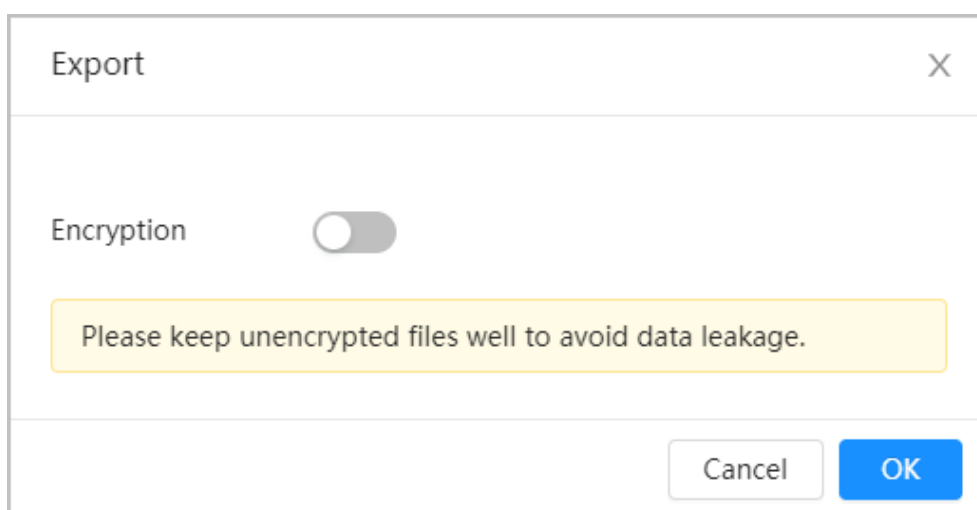 Export
Encryption
Please keep unencrypted files well to avoid data leakage.
Cancel OK